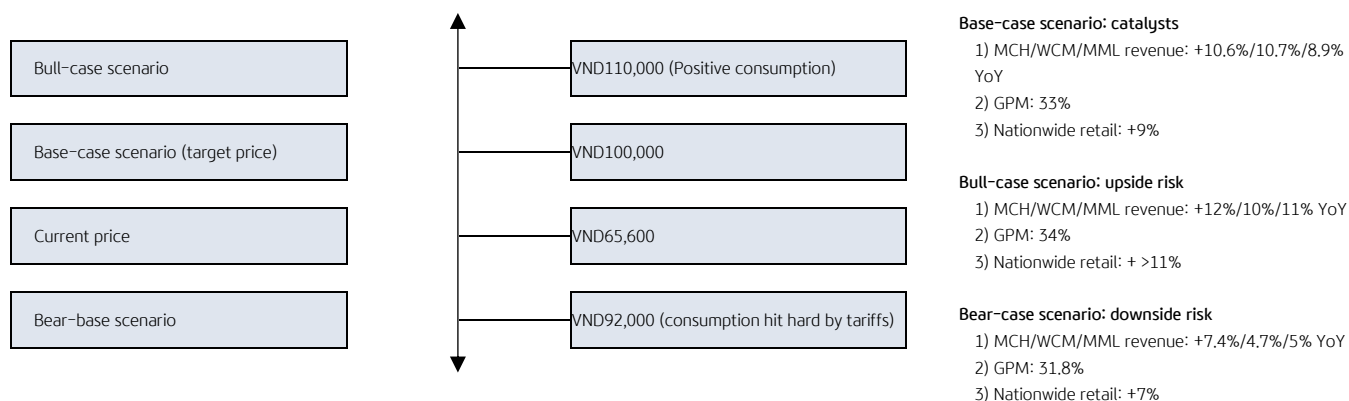 Bull-case scenario
VND110,000 (Positive consumption)
Base-case scenario (target price)
VND100,000
Current price
VND65,600
Bear-base scenario
VND92,000 (consumption hit hard by tariffs)
Base-case scenario: catalysts
1) MCH/WCM/MML revenue: +10.6%/10.7%/8.9%
YoY
2) GPM: 33%
3) Nationwide retail: +9%
Bull-case scenario: upside risk
1) MCH/WCM/MML revenue: +12%/10%/11% YoY
2) GPM: 34%
3) Nationwide retail: + >11%
Bear-case scenario: downside risk
1) MCH/WCM/MML revenue: +7.4%/4.7%/5% YoY
2) GPM: 31.8%
3) Nationwide retail: +7%